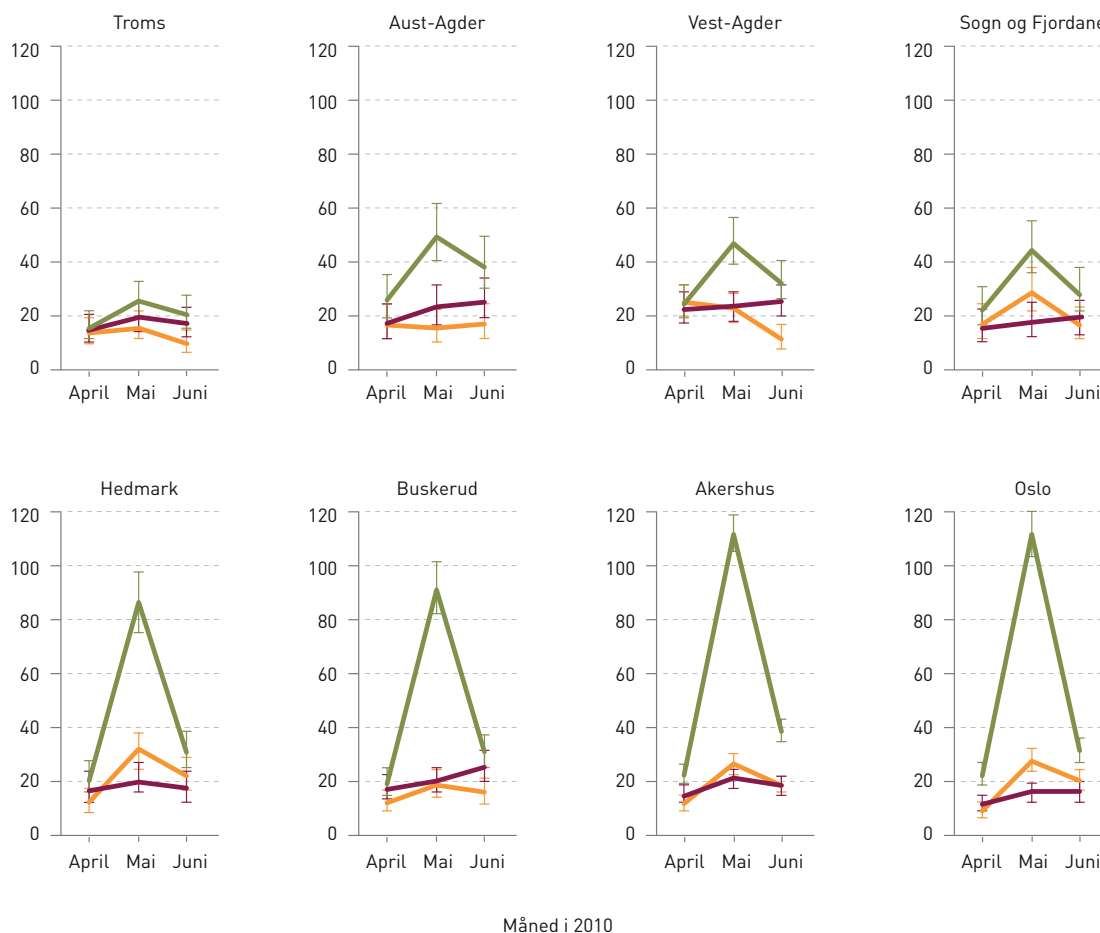 Troms Aust-Agder Vest-Agder Sogn og Fjordane
120 120 120 120
100 100 100 100
80 80 80 80
60 60 60 60
40 40 40 40
20 20 20 20
0 0 0 0
April Mai Juni April Mai Juni April Mai Juni April Mai Juni
Hedmark Buskerud Akershus Oslo
120 120 120 120
100 100 100 100
80 80 80 80
60 60 60 60
40 40 40 40
20 20 20 20
0 0 0 0
April Mai Juni April Mai Juni April Mai Juni April Mai Juni
Måned i 2010